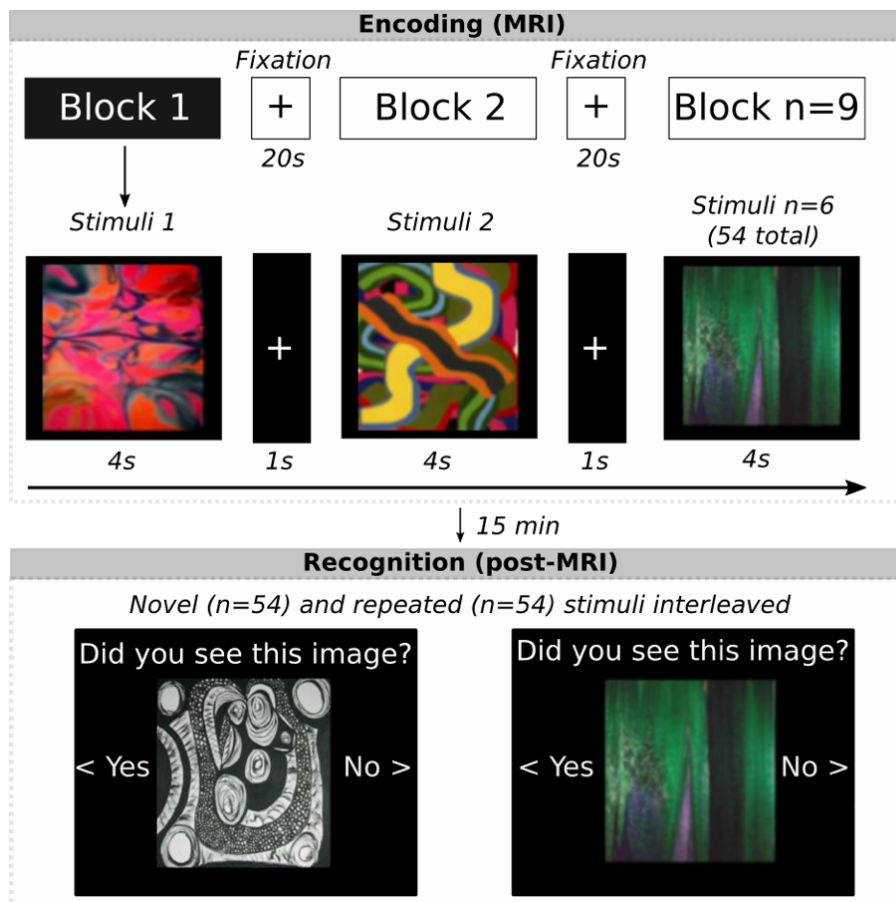 Encoding (MRI)
Fixation Fixation
Block 1 + Block 2 + Block n=9
20s 20s
Stimuli 1 Stimuli 2 Stimuli n=6
(54 total)
+ +
4s 1s 4s 1s 4s
15 min
Recognition (post-MRI)
Novel (n=54) and repeated (n=54) stimuli interleaved
Did you see this image? Did you see this image?
< Yes No > < Yes No >